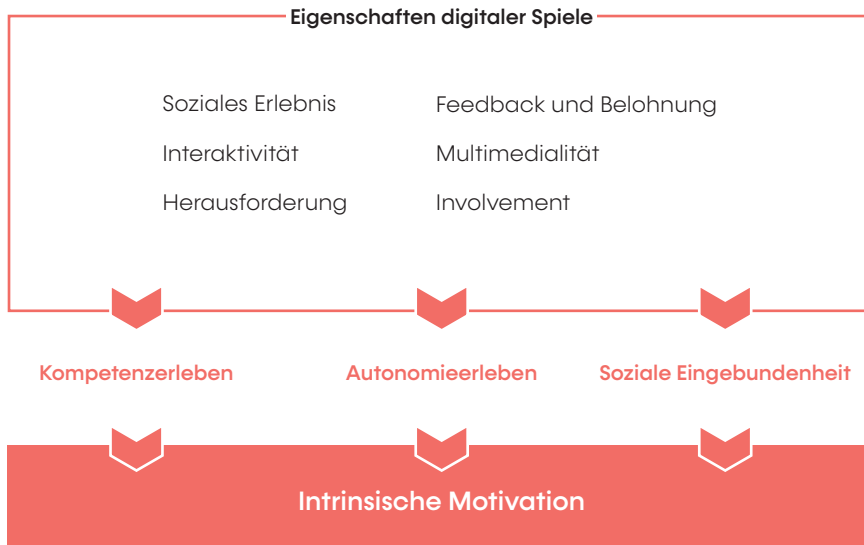 Eigenschaften digitaler Spiele
Soziales Erlebnis
Interaktivität
Herausforderung
Feedback und Belohnung
Multimedialität
Involvement
Kompetenzerleben
Autonomieerleben
Soziale Eingebundenheit
Intrinsische Motivation